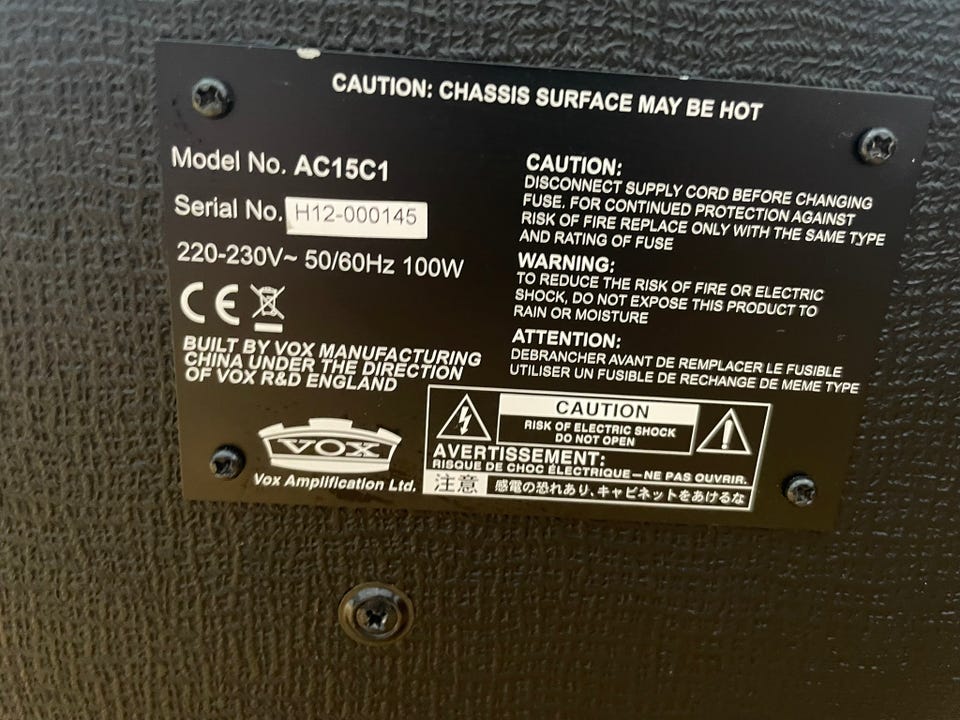 CAUTION: CHASSIS SURFACE MAY BE HOT
Model No. AC15C1
Serial No. H12-000145
220-230V~ 50/60Hz 100W
CE
BUILT BY VOX MANUFACTURING
CHINA UNDER THE DIRECTION
OF VOX R&D ENGLAND
VOX
Vox Amplification Ltd.
CAUTION:
DISCONNECT SUPPLY CORD BEFORE CHANGING
FUSE. FOR CONTINUED PROTECTION AGAINST
RISK OF FIRE REPLACE ONLY WITH THE SAME TYPE
AND RATING OF FUSE
WARNING:
TO REDUCE THE RISK OF FIRE OR ELECTRIC
SHOCK, DO NOT EXPOSE THIS PRODUCT TO
RAIN OR MOISTURE
ATTENTION:
DEBRANCHER AVANT DE REMPLACER LE FUSIBLE
UTILISER UN FUSIBLE DE RECHANGE DE MEME TYPE
CAUTION
RISK OF ELECTRIC SHOCK
DO NOT OPEN
AVERTISSEMENT:
RISQUE DE CHOC ÉLECTRIQUE—NE PAS OUVRIR.
注意 感電の恐れあり、キャビネットをあけるな